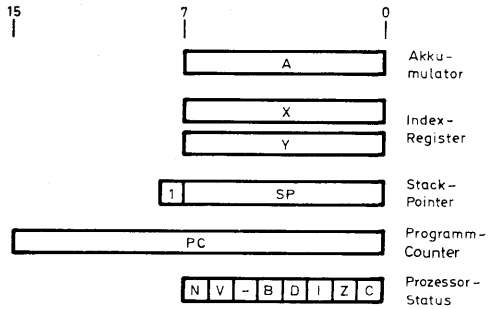 15 7 0
A
Akku-
mulator
X
Index-
Register
Y
1 SP
Stack-
Pointer
PC
Programm-
Counter
N V - B D I Z C
Prozessor-
Status